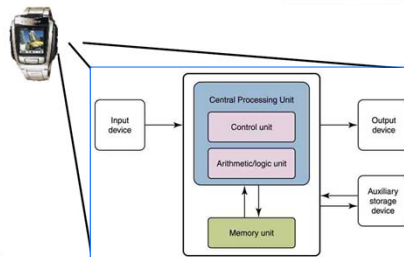 Central Processing Unit
Control unit
Arithmetic/logic unit
Memory unit
Input
device
Output
device
Auxiliary
storage
device